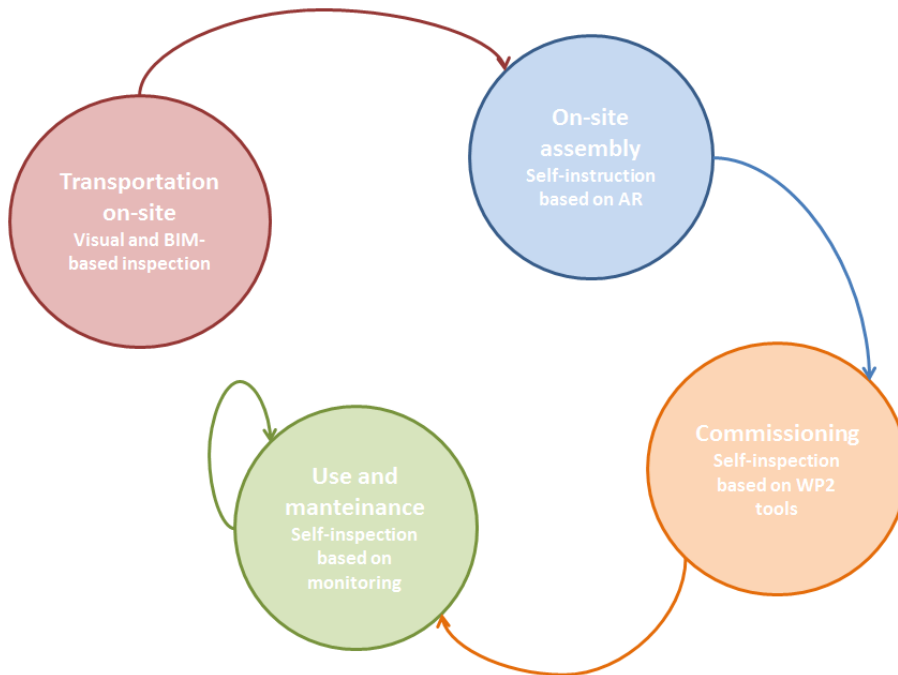 Transportation
on-site
Visual and BIM-
based inspection
On-site
assembly
Self-instruction
based on AR
Commissioning
Self-inspection
based on WP2
tools
Use and
manteinance
Self-inspection
based on
monitoring